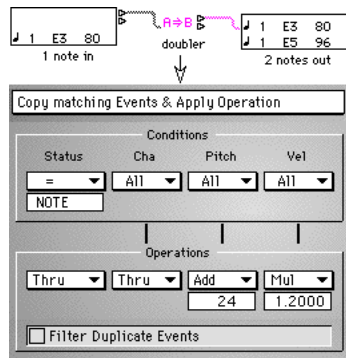 1 E3 80
A⇒B
1 E3 80
1 E5 96
1 note in
doubler
2 notes out
Copy matching Events & Apply Operation
Conditions
Status Cha Pitch Vel
= All All All
NOTE
Operations
Thru Thru Add Mul
24 1.2000
Filter Duplicate Events